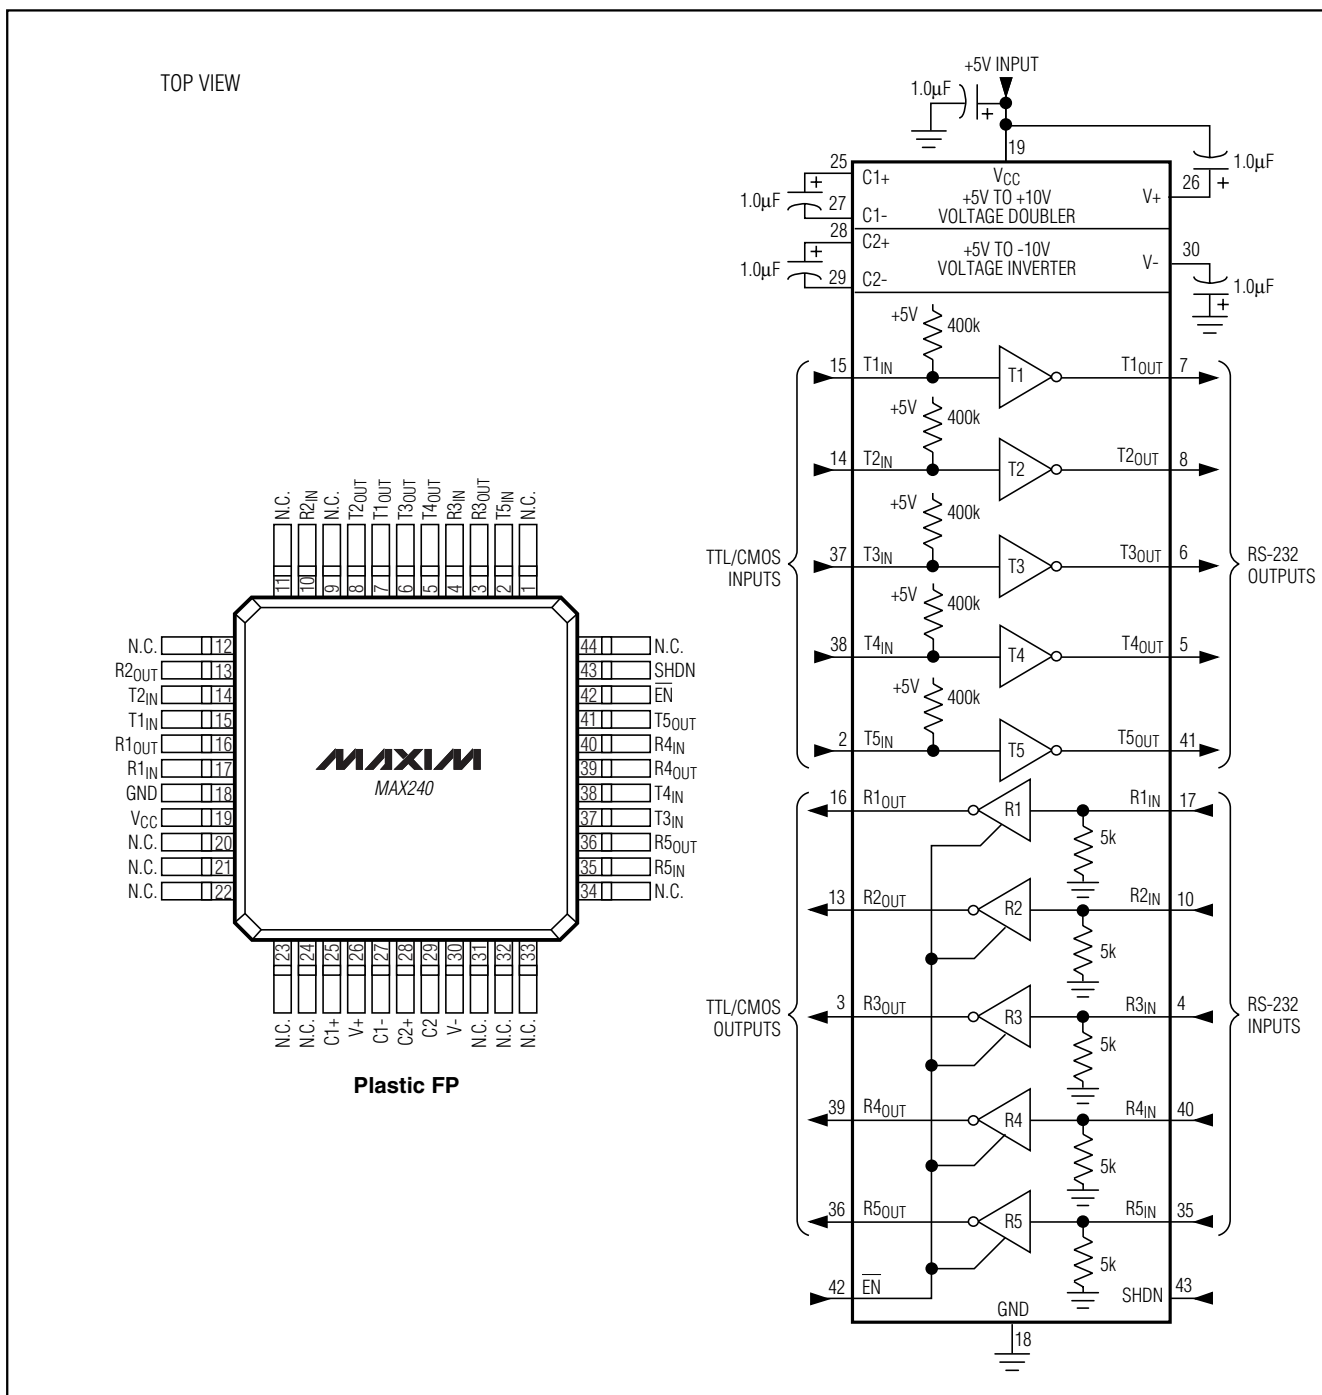 TOP VIEW
N.C.
R2IN
N.C.
T2OUT
T1OUT
T3OUT
T4OUT
R3IN
R3OUT
T5IN
N.C.
11
10
9
8
7
6
5
4
3
2
1
N.C. 12
R2OUT 13
T2IN 14
T1IN 15
R1OUT 16
R1IN 17
GND 18
VCC 19
N.C. 20
N.C. 21
N.C. 22
MAXIM
MAX240
44 N.C.
43 SHDN
42 E̅N̅
41 T5OUT
40 R4IN
39 R4OUT
38 T4IN
37 T3IN
36 R5OUT
35 R5IN
34 N.C.
23
24
25
26
27
28
29
30
31
32
33
N.C.
N.C.
C1+
V+
C1-
C2+
C2
V-
N.C.
N.C.
N.C.
Plastic FP
+5V INPUT
1.0µF
+
19
25
C1+
VCC
+5V TO +10V
VOLTAGE DOUBLER
V+
26
1.0µF
+
1.0µF
+
27
C1-
28
C2+
+5V TO -10V
VOLTAGE INVERTER
V-
30
1.0µF
+
1.0µF
+
29
C2-
+5V
400k
15 T1IN T1 T1OUT 7
+5V
400k
14 T2IN T2 T2OUT 8
+5V
400k
37 T3IN T3 T3OUT 6
TTL/CMOS
INPUTS
RS-232
OUTPUTS
+5V
400k
38 T4IN T4 T4OUT 5
+5V
400k
2 T5IN T5 T5OUT 41
16 R1OUT R1 R1IN 17
5k
13 R2OUT R2 R2IN 10
5k
3 R3OUT R3 R3IN 4
TTL/CMOS
OUTPUTS
RS-232
INPUTS
5k
39 R4OUT R4 R4IN 40
5k
36 R5OUT R5 R5IN 35
5k
42 E̅N̅
SHDN 43
GND
18